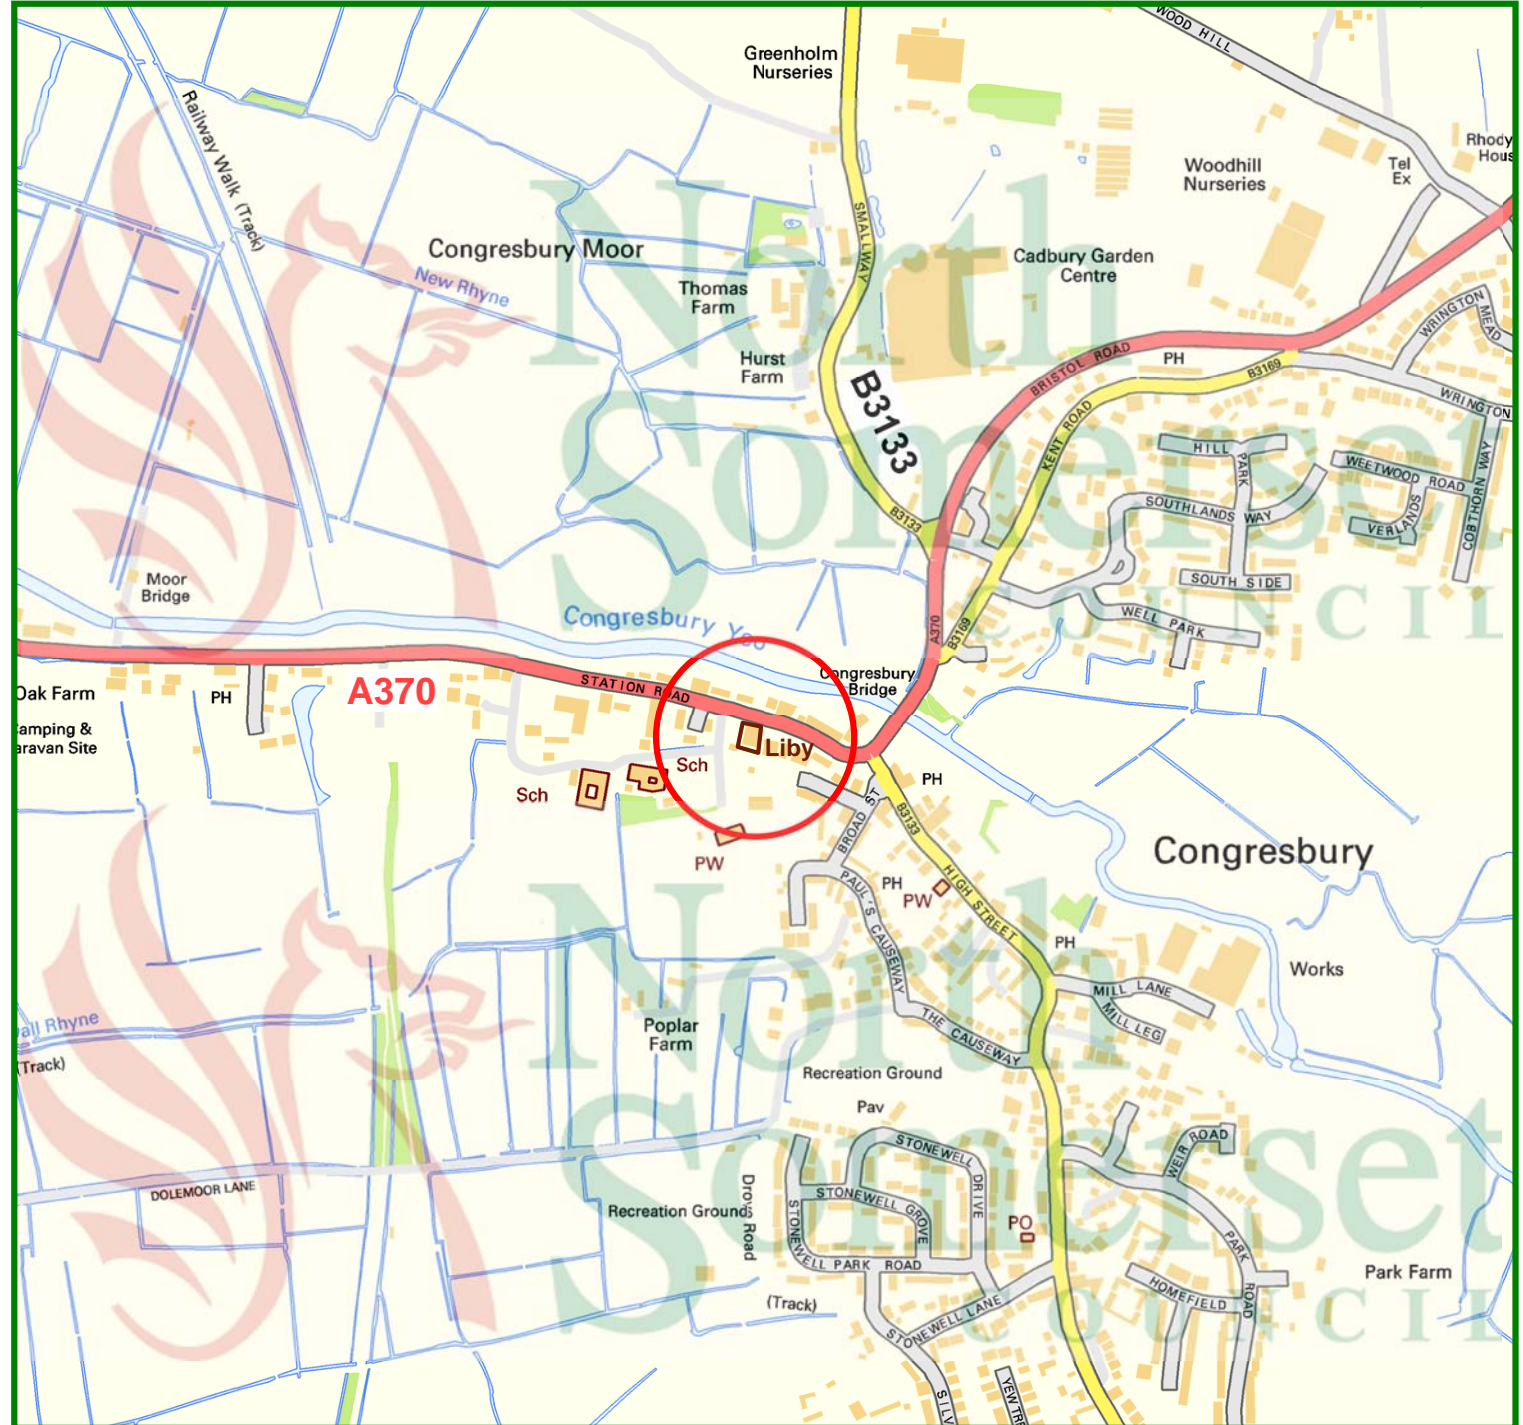 WOOD HILL
Greenholm
Nurseries
Railway Walk (Track)
Tel
Ex
Woodhill
Nurseries
SMALLWAY
North
Somerset
COUNCIL
Congresbury Moor
Cadbury Garden
Centre
New Rhyne
Thomas
Farm
WRINGTON
MEAD
Hurst
Farm
BRISTOL ROAD
PH
B3169
B3133
WRINGTON
KENT ROAD
HILL
PARK
WEETWOOD ROAD
SOUTHLANDS WAY
VERLANDS
COBTHORN WAY
B3133
Moor
Bridge
SOUTH SIDE
WELL PARK
Congresbury Yeo
A370
B3169
Oak Farm
PH
A370
STATION ROAD
Congresbury
Bridge
Liby
Sch
Sch
PH
BROAD ST
B3133
Congresbury
PW
PH
PW
PAUL'S CAUSEWAY
HIGH STREET
PH
North
Somerset
COUNCIL
Works
MILL LANE
MILL LEG
Rhyne
(Track)
Poplar
Farm
THE CAUSEWAY
Recreation Ground
Pav
STONEWELL DRIVE
WEIR ROAD
DOLEMOOR LANE
Recreation Ground
Drove Road
STONEWELL GROVE
PO
PARK ROAD
STONEWELL PARK ROAD
Park Farm
HOMEFIELD
(Track)
STONEWELL LANE